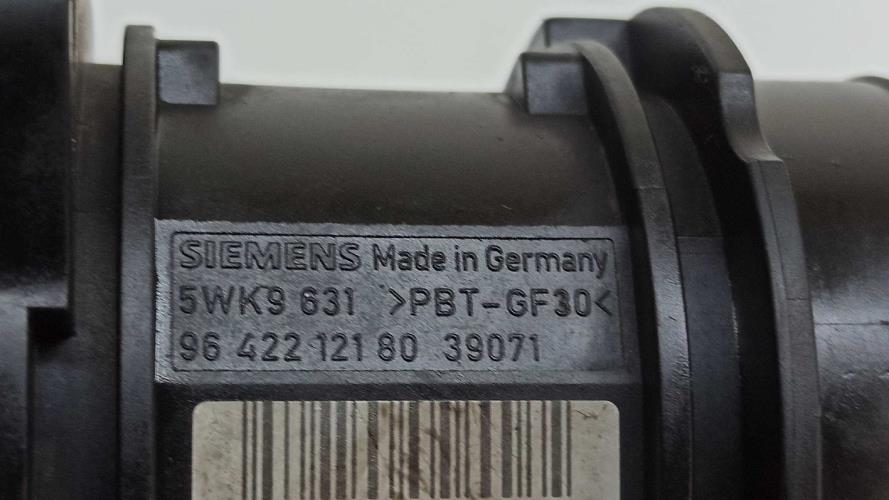 SIEMENS Made in Germany
5WK9 631 >PBT-GF30<
96 422 121 80 39071